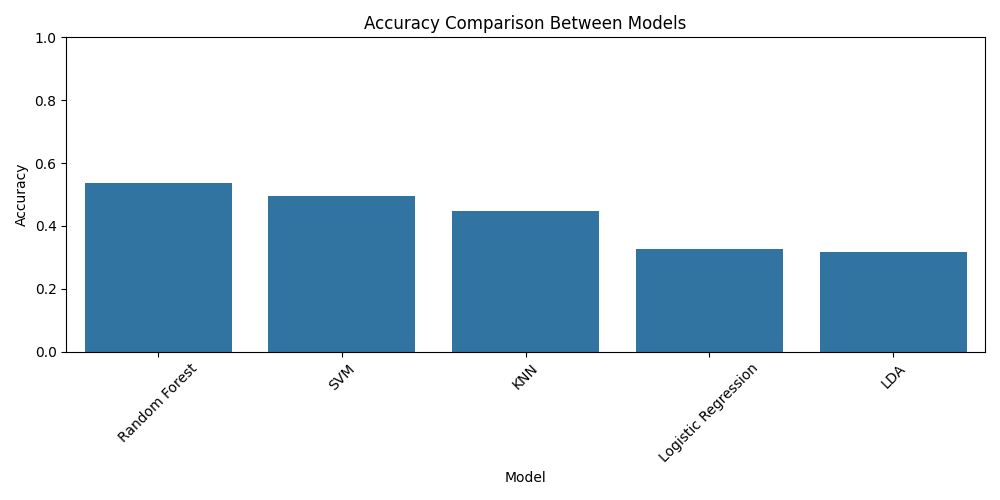 Accuracy Comparison Between Models
1.0
0.8
0.6
0.4
0.2
0.0
Accuracy
Random Forest
SVM
KNN
Logistic Regression
LDA
Model